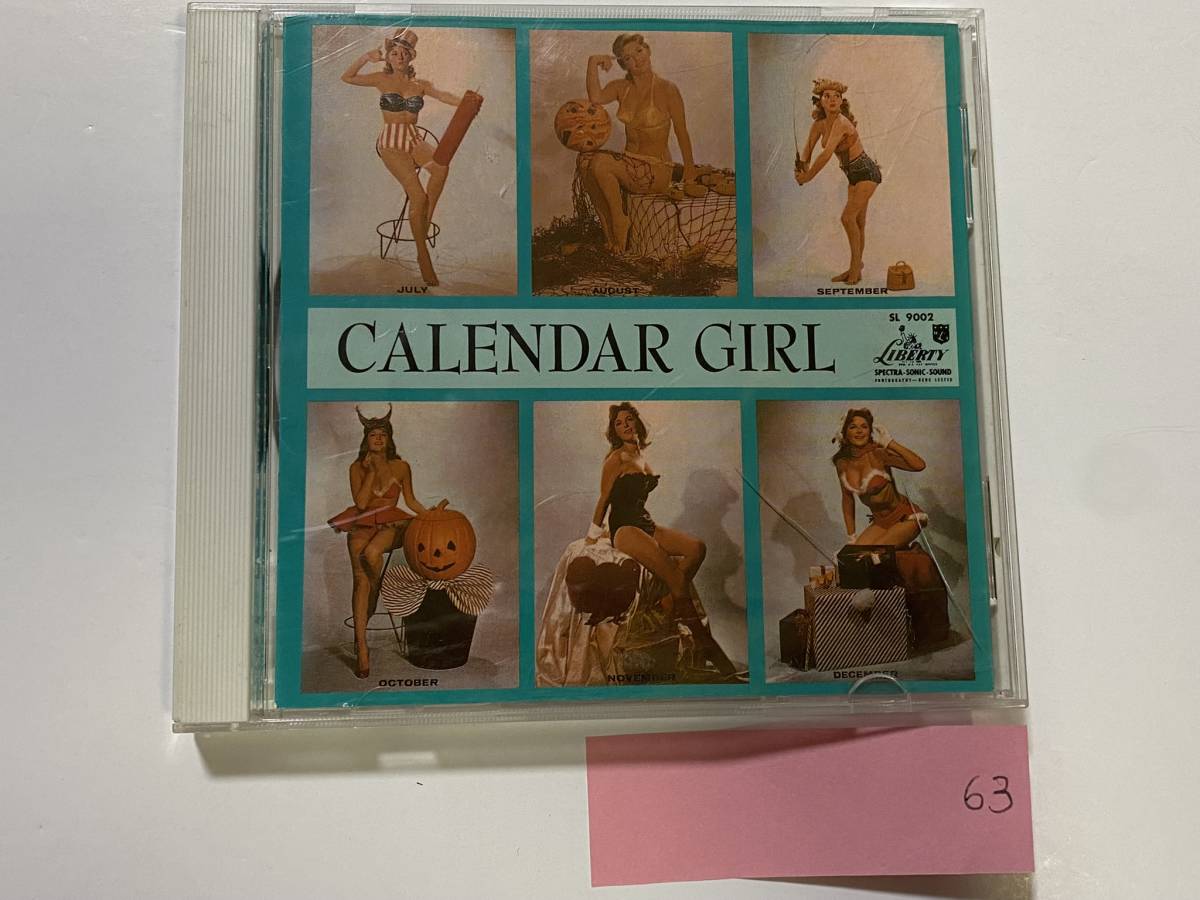 JULY
AUGUST
SEPTEMBER
CALENDAR GIRL
SL 9002
LIBERTY
SPECTRA-SONIC-SOUND
OCTOBER
NOVEMBER
DECEMBER
63